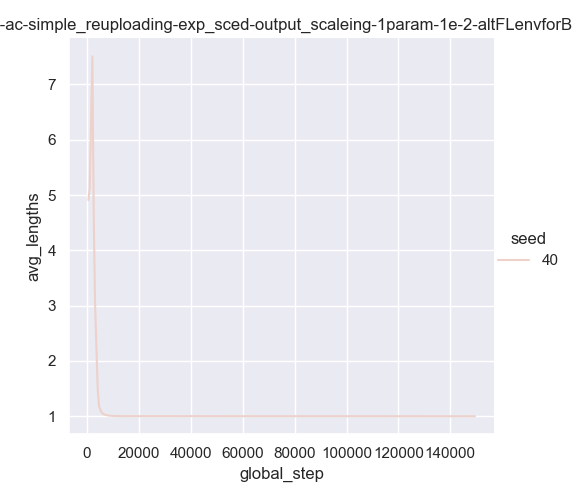 -ac-simple_reuploading-exp_sced-output_scaleing-1param-1e-2-altFLenvforB
7
6
5
4
3
2
1
avg_lengths
seed
40
0 20000 40000 60000 80000 100000 120000 140000
global_step